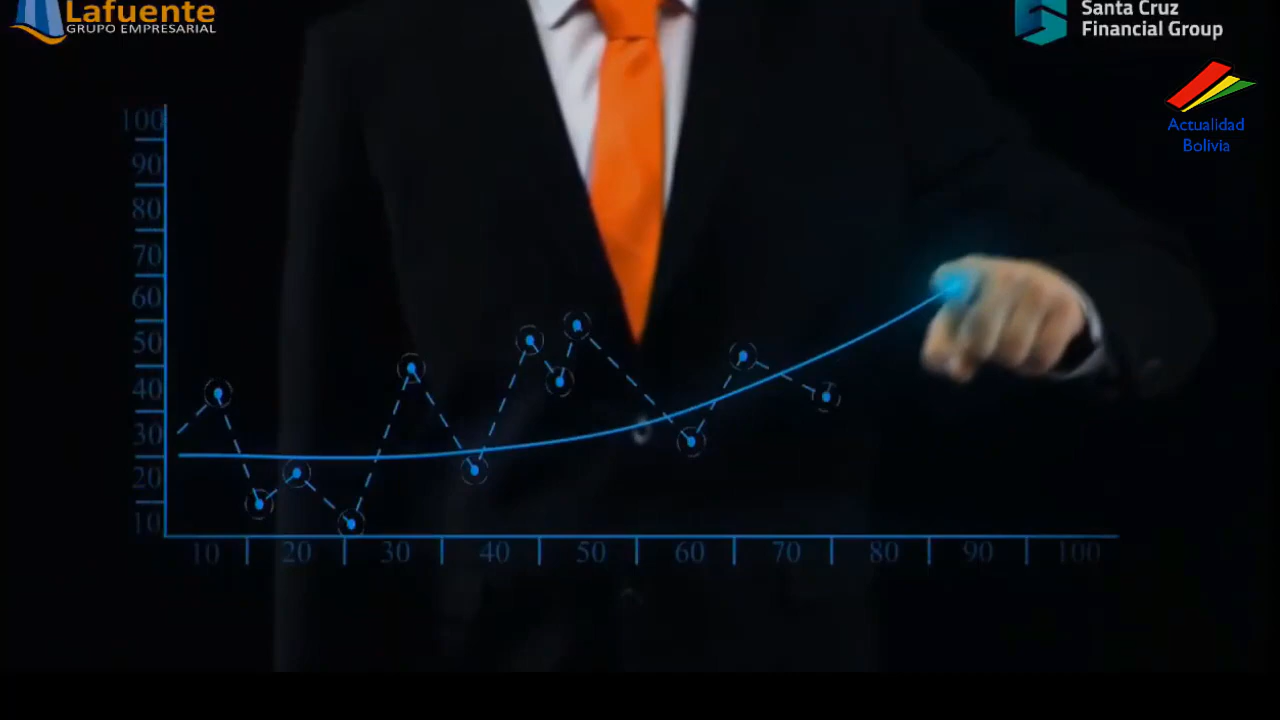 Lafuente
GRUPO EMPRESARIAL
Santa Cruz
Financial Group
Actualidad
Bolivia
100
90
80
70
60
50
40
30
20
10
10 20 30 40 50 60 70 80 90 100